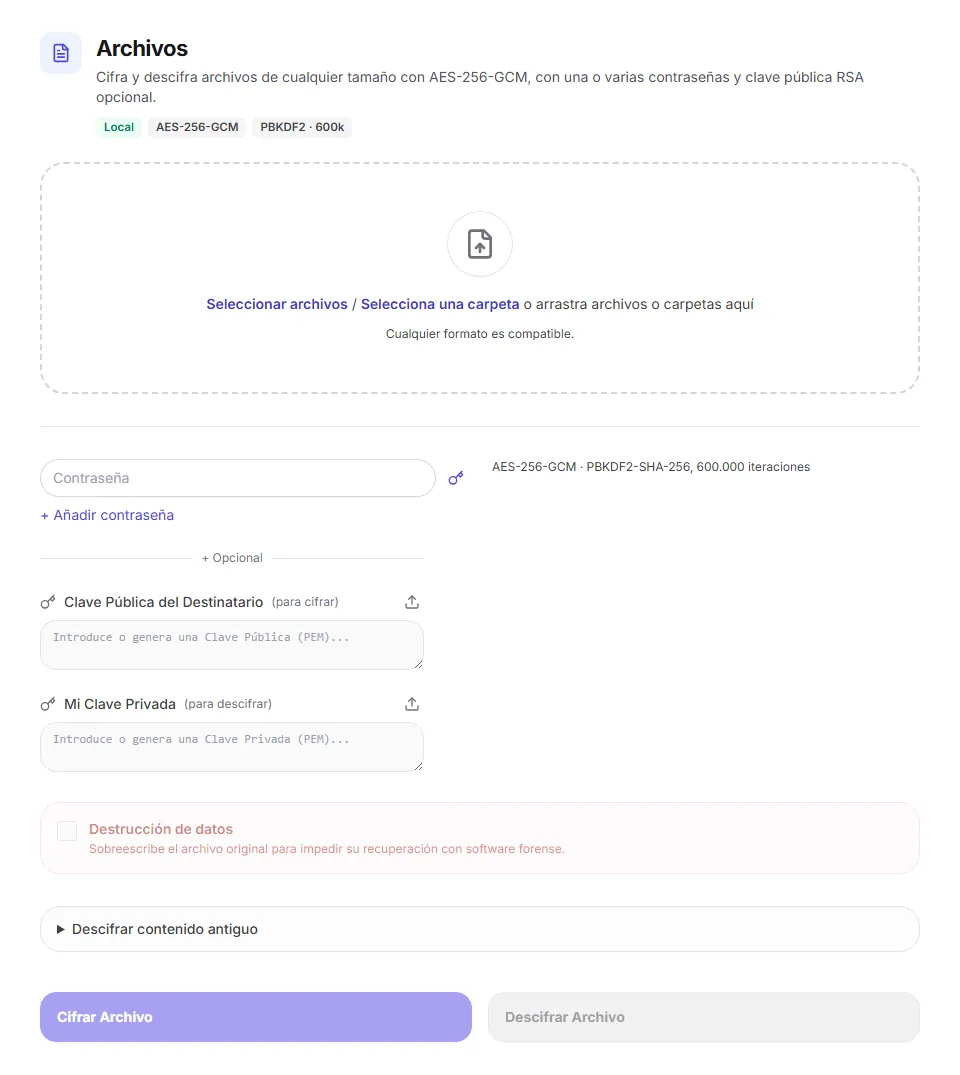 Archivos
Cifra y descifra archivos de cualquier tamaño con AES-256-GCM, con una o varias contraseñas y clave pública RSA
opcional.
Local AES-256-GCM PBKDF2 · 600k
Seleccionar archivos / Selecciona una carpeta o arrastra archivos o carpetas aquí
Cualquier formato es compatible.
Contraseña
AES-256-GCM · PBKDF2-SHA-256, 600.000 iteraciones
+ Añadir contraseña
+ Opcional
Clave Pública del Destinatario (para cifrar)
Introduce o genera una Clave Pública (PEM)...
Mi Clave Privada (para descifrar)
Introduce o genera una Clave Privada (PEM)...
Destrucción de datos
Sobreescribe el archivo original para impedir su recuperación con software forense.
Descifrar contenido antiguo
Cifrar Archivo
Descifrar Archivo